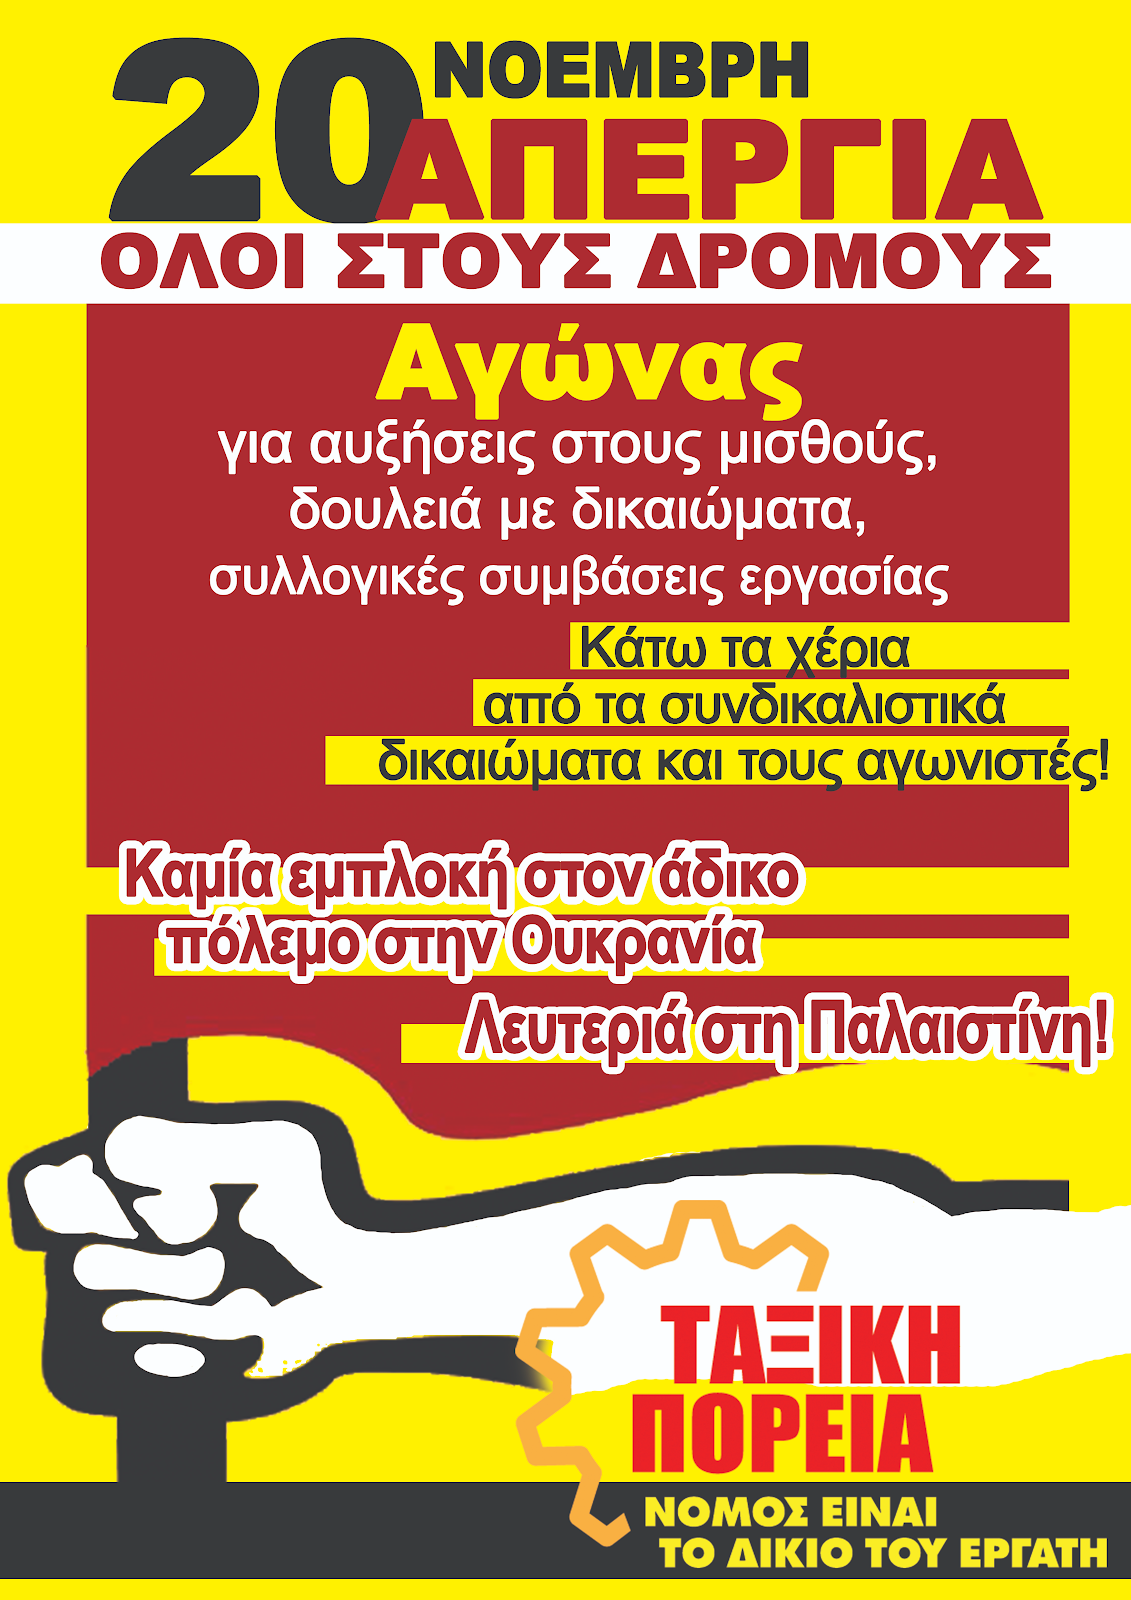 20 ΝΟΕΜΒΡΗ
ΑΠΕΡΓΙΑ
ΟΛΟΙ ΣΤΟΥΣ ΔΡΟΜΟΥΣ
Αγώνας
για αυξήσεις στους μισθούς,
δουλειά με δικαιώματα,
συλλογικές συμβάσεις εργασίας
Κάτω τα χέρια
από τα συνδικαλιστικά
δικαιώματα και τους αγωνιστές!
Καμία εμπλοκή στον άδικο
πόλεμο στην Ουκρανία
Λευτεριά στη Παλαιστίνη!
ΤΑΞΙΚΗ
ΠΟΡΕΙΑ
ΝΟΜΟΣ ΕΙΝΑΙ
ΤΟ ΔΙΚΙΟ ΤΟΥ ΕΡΓΑΤΗ